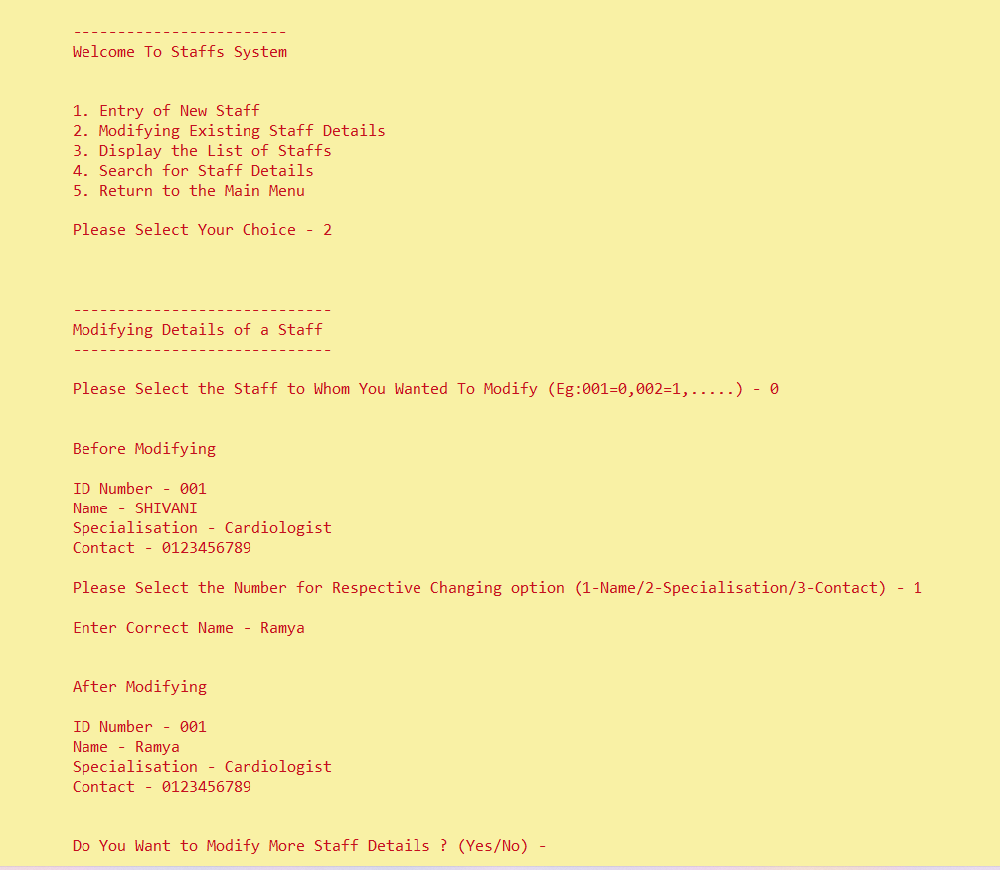 ------------------------
Welcome To Staffs System
------------------------
1. Entry of New Staff
2. Modifying Existing Staff Details
3. Display the List of Staffs
4. Search for Staff Details
5. Return to the Main Menu
Please Select Your Choice - 2
-----------------------------
Modifying Details of a Staff
-----------------------------
Please Select the Staff to Whom You Wanted To Modify (Eg:001=0,002=1,.....) - 0
Before Modifying
ID Number - 001
Name - SHIVANI
Specialisation - Cardiologist
Contact - 0123456789
Please Select the Number for Respective Changing option (1-Name/2-Specialisation/3-Contact) - 1
Enter Correct Name - Ramya
After Modifying
ID Number - 001
Name - Ramya
Specialisation - Cardiologist
Contact - 0123456789
Do You Want to Modify More Staff Details ? (Yes/No) -